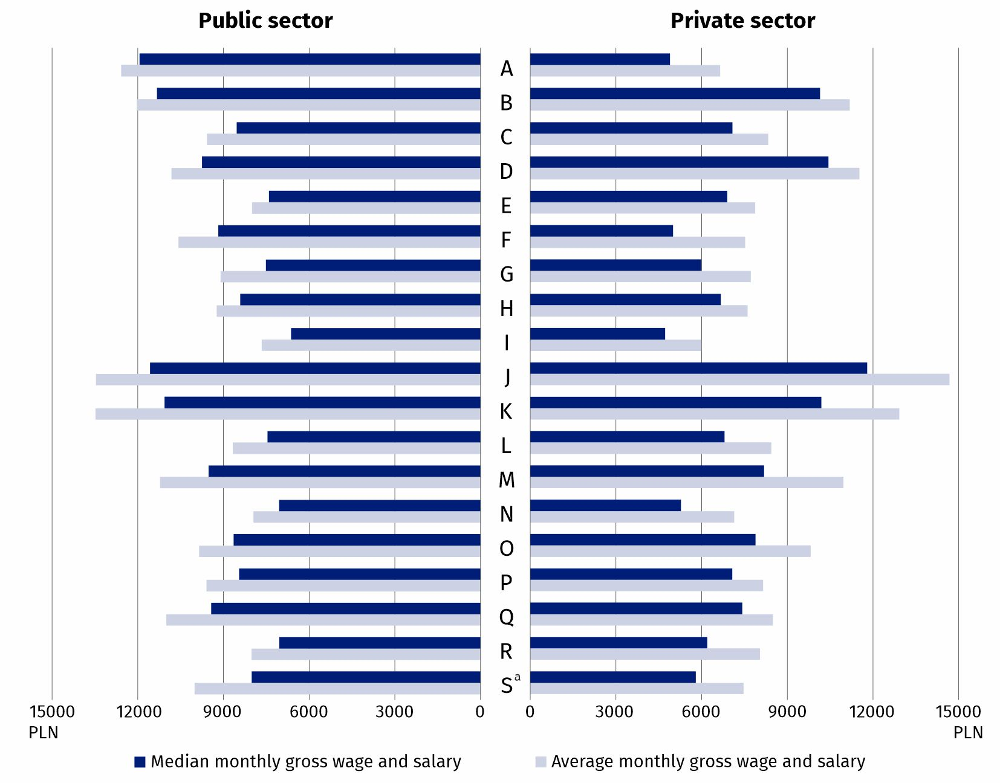 Public sector
Private sector
A
B
C
D
E
F
G
H
I
J
K
L
M
N
O
P
Q
R
S a
15000 12000 9000 6000 3000 0 0 3000 6000 9000 12000 15000
PLN PLN
Median monthly gross wage and salary
Average monthly gross wage and salary